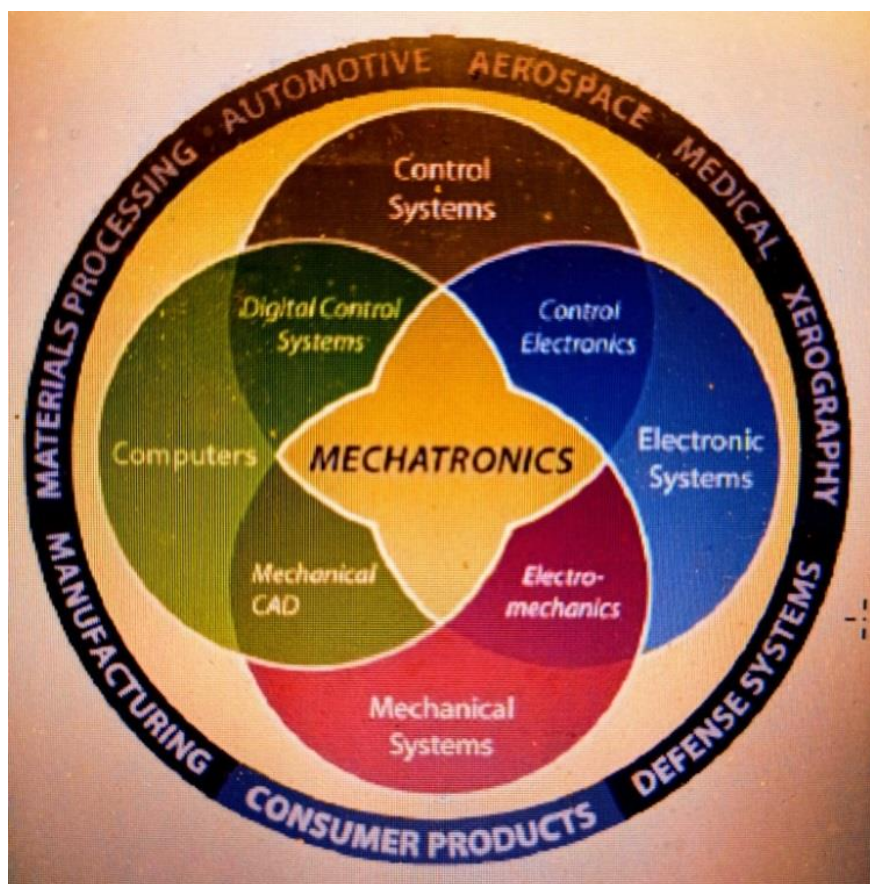 AUTOMOTIVE
AEROSPACE
MEDICAL
XEROGRAPHY
DEFENSE SYSTEMS
CONSUMER PRODUCTS
MANUFACTURING
MATERIALS PROCESSING
Control
Systems
Digital Control
Systems
Control
Electronics
Computers
MECHATRONICS
Electronic
Systems
Mechanical
CAD
Electro-
mechanics
Mechanical
Systems